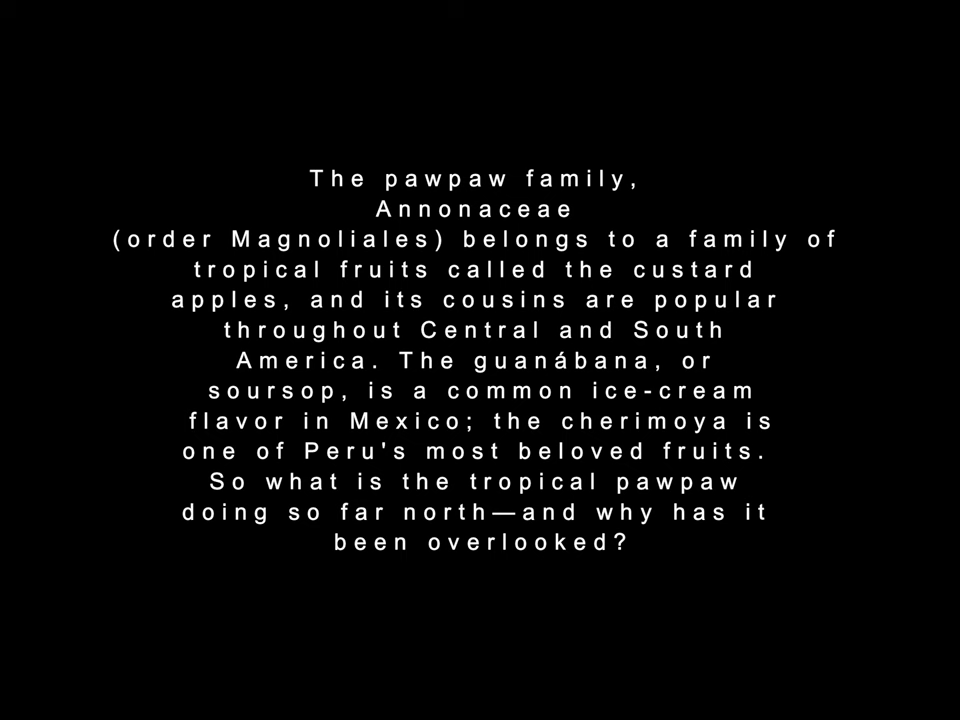 The pawpaw family,
Annonaceae
(order Magnoliales) belongs to a family of
tropical fruits called the custard
apples, and its cousins are popular
throughout Central and South
America. The guanábana, or
soursop, is a common ice-cream
flavor in Mexico; the cherimoya is
one of Peru's most beloved fruits.
So what is the tropical pawpaw
doing so far north—and why has it
been overlooked?